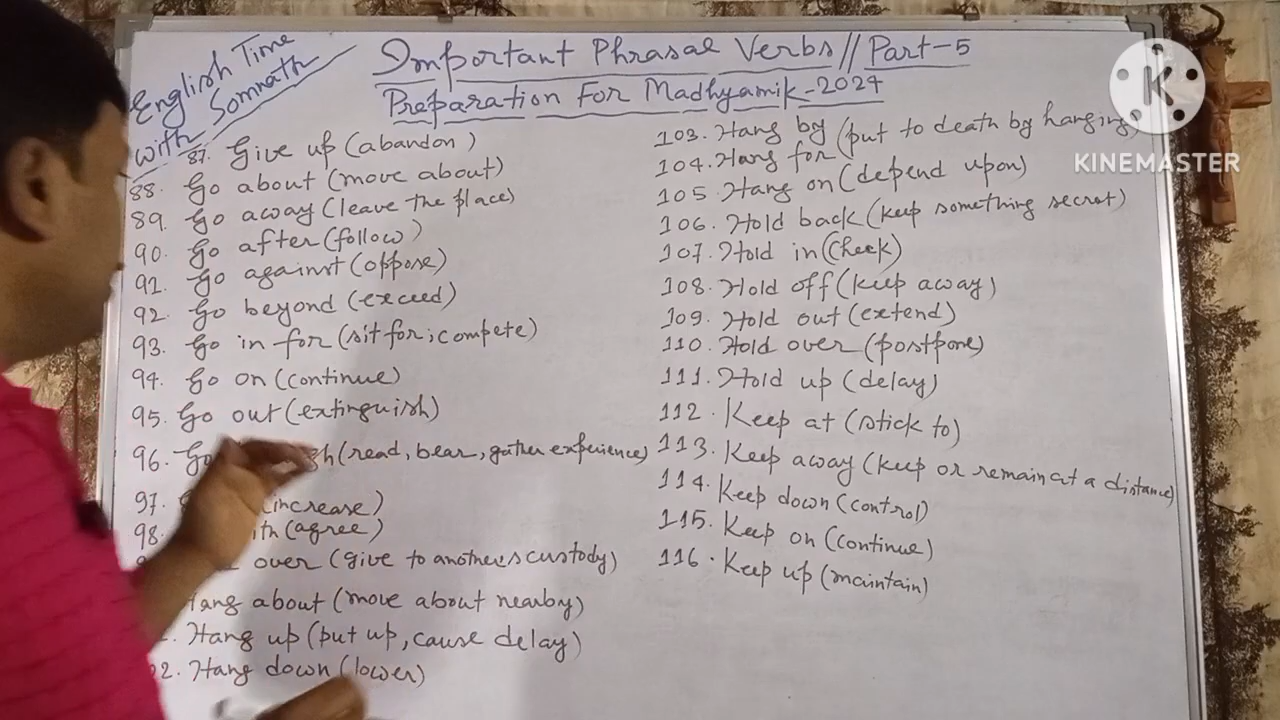 English Time
with Somnath
Important Phrasal Verbs // Part-5
Preparation For Madhyamik-2024
87. Give up (abandon)
88. Go about (move about)
89. Go away (leave the place)
90. Go after (follow)
91. Go against (oppose)
92. Go beyond (exceed)
93. Go in for (sit for, compete)
94. Go on (continue)
95. Go out (extinguish)
96. Go (read, bear, gather experience)
97. (increase)
98. (agree)
over (give to another's custody)
Hang about (move about nearby)
Hang up (put up, cause delay)
Hang down (lower)
103. Hang by (put to death by hanging)
104. Hang for
105. Hang on (depend upon)
106. Hold back (keep something secret)
107. Hold in (Check)
108. Hold off (keep away)
109. Hold out (extend)
110. Hold over (postpone)
111. Hold up (delay)
112. Keep at (stick to)
113. Keep away (keep or remain at a distance)
114. Keep down (control)
115. Keep on (continue)
116. Keep up (maintain)
K
KINEMASTER